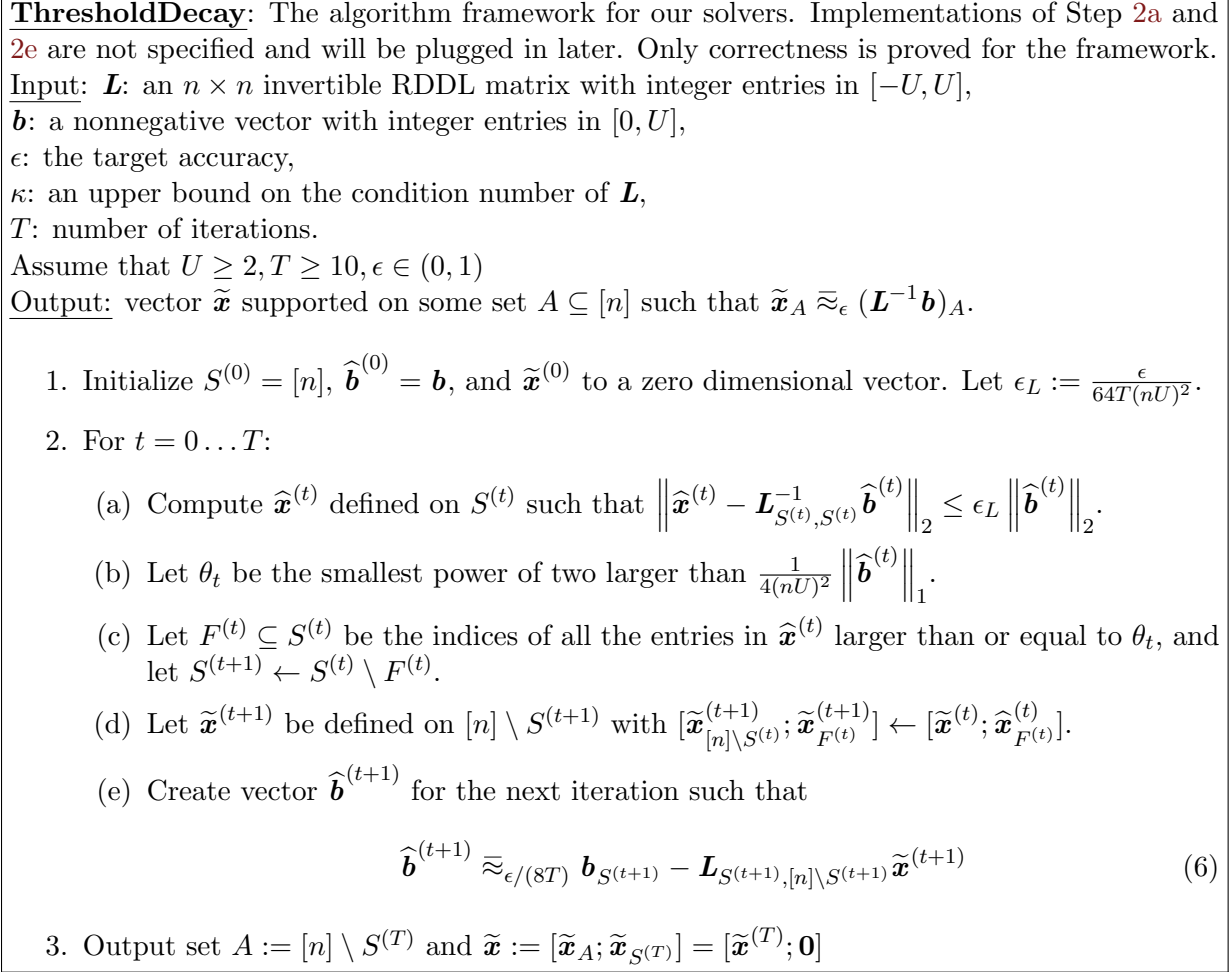 ThresholdDecay: The algorithm framework for our solvers. Implementations of Step 2a and
2e are not specified and will be plugged in later. Only correctness is proved for the framework.
Input: L: an n × n invertible RDDL matrix with integer entries in [−U, U],
b: a nonnegative vector with integer entries in [0, U],
ϵ: the target accuracy,
κ: an upper bound on the condition number of L,
T: number of iterations.
Assume that U ≥ 2, T ≥ 10, ϵ ∈ (0, 1)
Output: vector x̃ supported on some set A ⊆ [n] such that x̃_A ≈̅_ϵ (L^{−1}b)_A.
1. Initialize S^{(0)} = [n], b̂^{(0)} = b, and x̃^{(0)} to a zero dimensional vector. Let ϵ_L := \frac{ϵ}{64T(nU)^2}.
2. For t = 0 … T:
(a) Compute x̂^{(t)} defined on S^{(t)} such that ‖x̂^{(t)} − L^{−1}_{S^{(t)},S^{(t)}} b̂^{(t)}‖_2 ≤ ϵ_L ‖b̂^{(t)}‖_2.
(b) Let θ_t be the smallest power of two larger than \frac{1}{4(nU)^2} ‖b̂^{(t)}‖_1.
(c) Let F^{(t)} ⊆ S^{(t)} be the indices of all the entries in x̂^{(t)} larger than or equal to θ_t, and
let S^{(t+1)} ← S^{(t)} \ F^{(t)}.
(d) Let x̃^{(t+1)} be defined on [n] \ S^{(t+1)} with [x̃^{(t+1)}_{[n]\S^{(t)}}; x̃^{(t+1)}_{F^{(t)}}] ← [x̃^{(t)}; x̂^{(t)}_{F^{(t)}}].
(e) Create vector b̂^{(t+1)} for the next iteration such that
b̂^{(t+1)} ≈̅_{ϵ/(8T)} b_{S^{(t+1)}} − L_{S^{(t+1)},[n]\S^{(t+1)}} x̃^{(t+1)} (6)
3. Output set A := [n] \ S^{(T)} and x̃ := [x̃_A; x̃_{S^{(T)}}] = [x̃^{(T)}; 0]